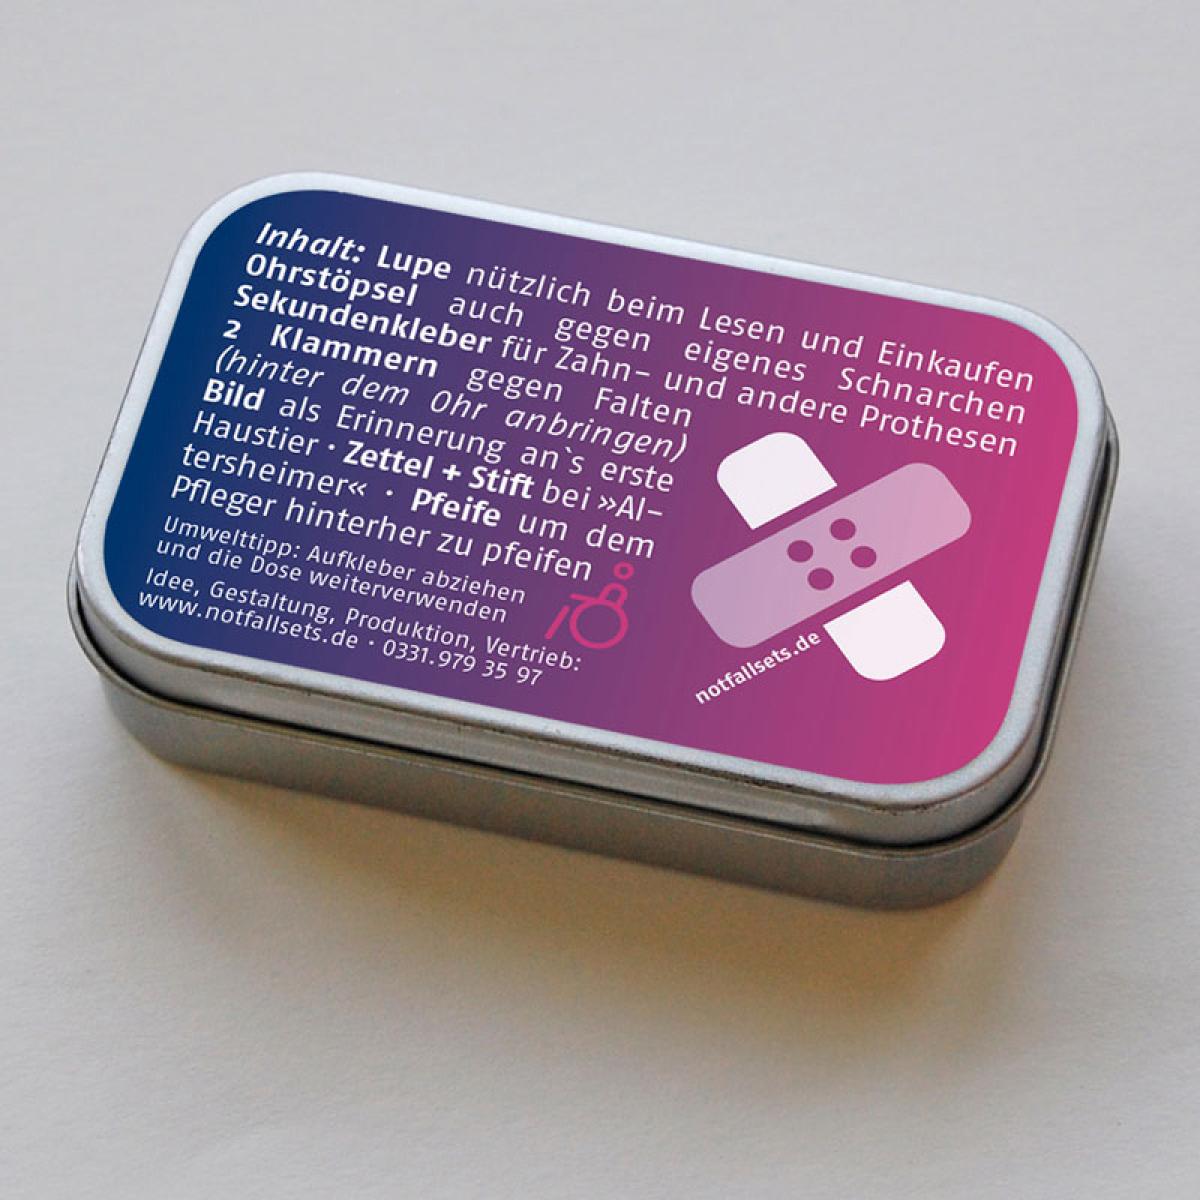 Inhalt: Lupe nützlich beim Lesen und Einkaufen
Ohrstöpsel auch gegen eigenes Schnarchen
Sekundenkleber für Zahn- und andere Prothesen
2 Klammern gegen Falten
(hinter dem Ohr anbringen)
Bild als Erinnerung an`s erste
Haustier · Zettel + Stift bei »Al-
tersheimer« · Pfeife um dem
Pfleger hinterher zu pfeifen
Umwelttipp: Aufkleber abziehen
und die Dose weiterverwenden
Idee, Gestaltung, Produktion, Vertrieb:
www.notfallsets.de · 0331.979 35 97
notfallsets.de